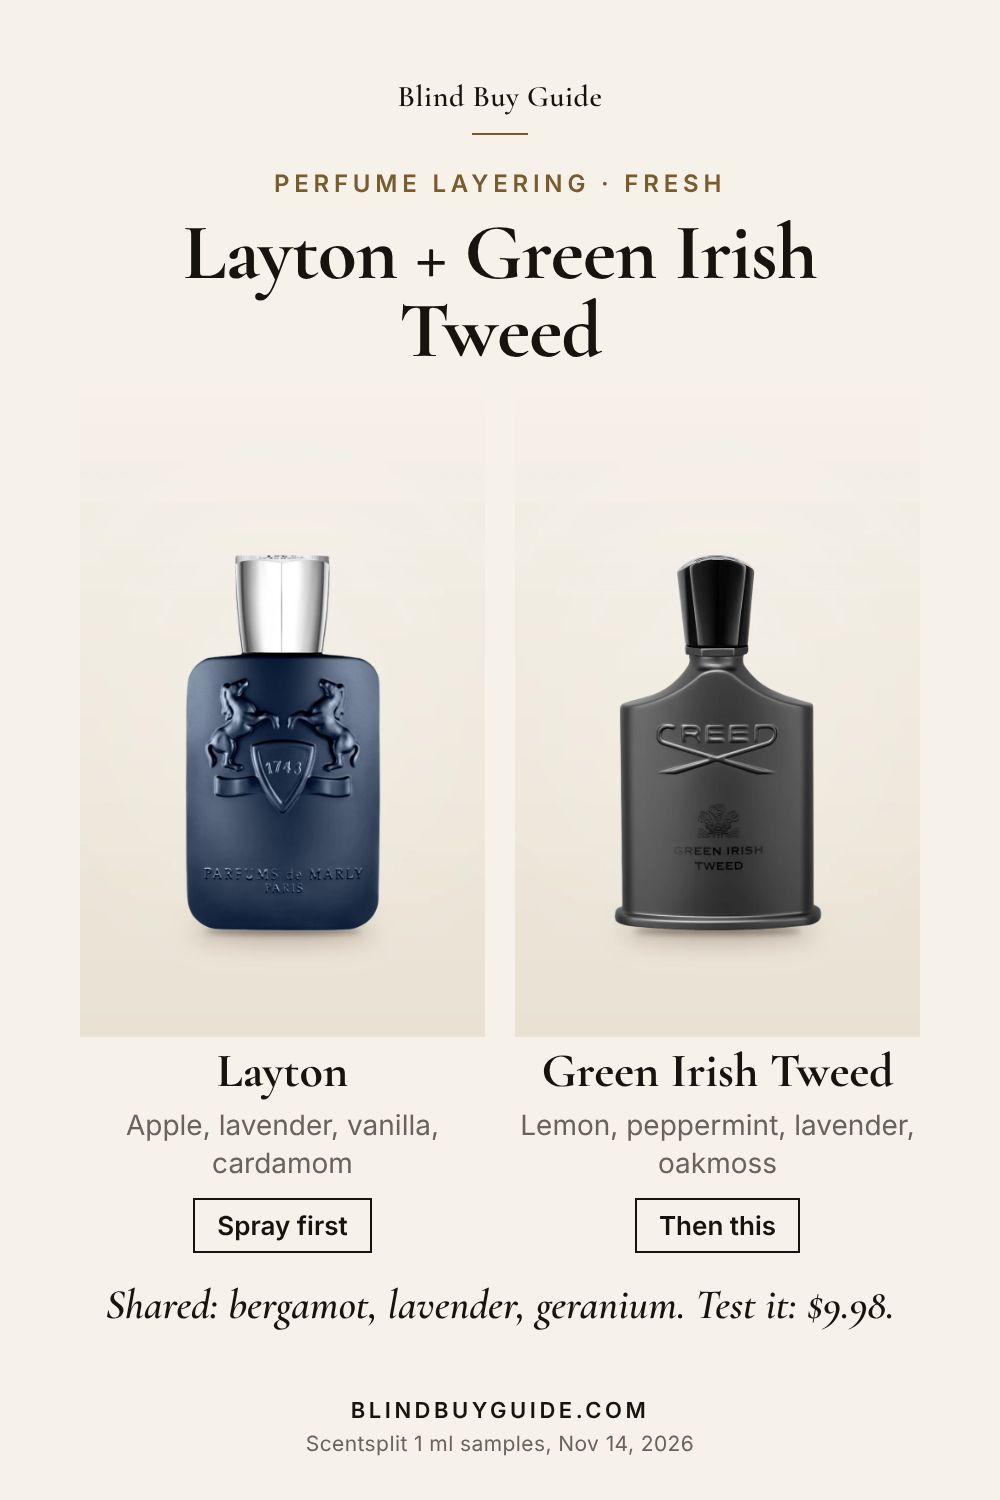 Blind Buy Guide
PERFUME LAYERING · FRESH
Layton + Green Irish
Tweed
1743
PARFUMS de MARLY
PARIS
CREED
GREEN IRISH
TWEED
Layton
Apple, lavender, vanilla,
cardamom
Spray first
Green Irish Tweed
Lemon, peppermint, lavender,
oakmoss
Then this
Shared: bergamot, lavender, geranium. Test it: $9.98.
BLINDBUYGUIDE.COM
Scentsplit 1 ml samples, Nov 14, 2026